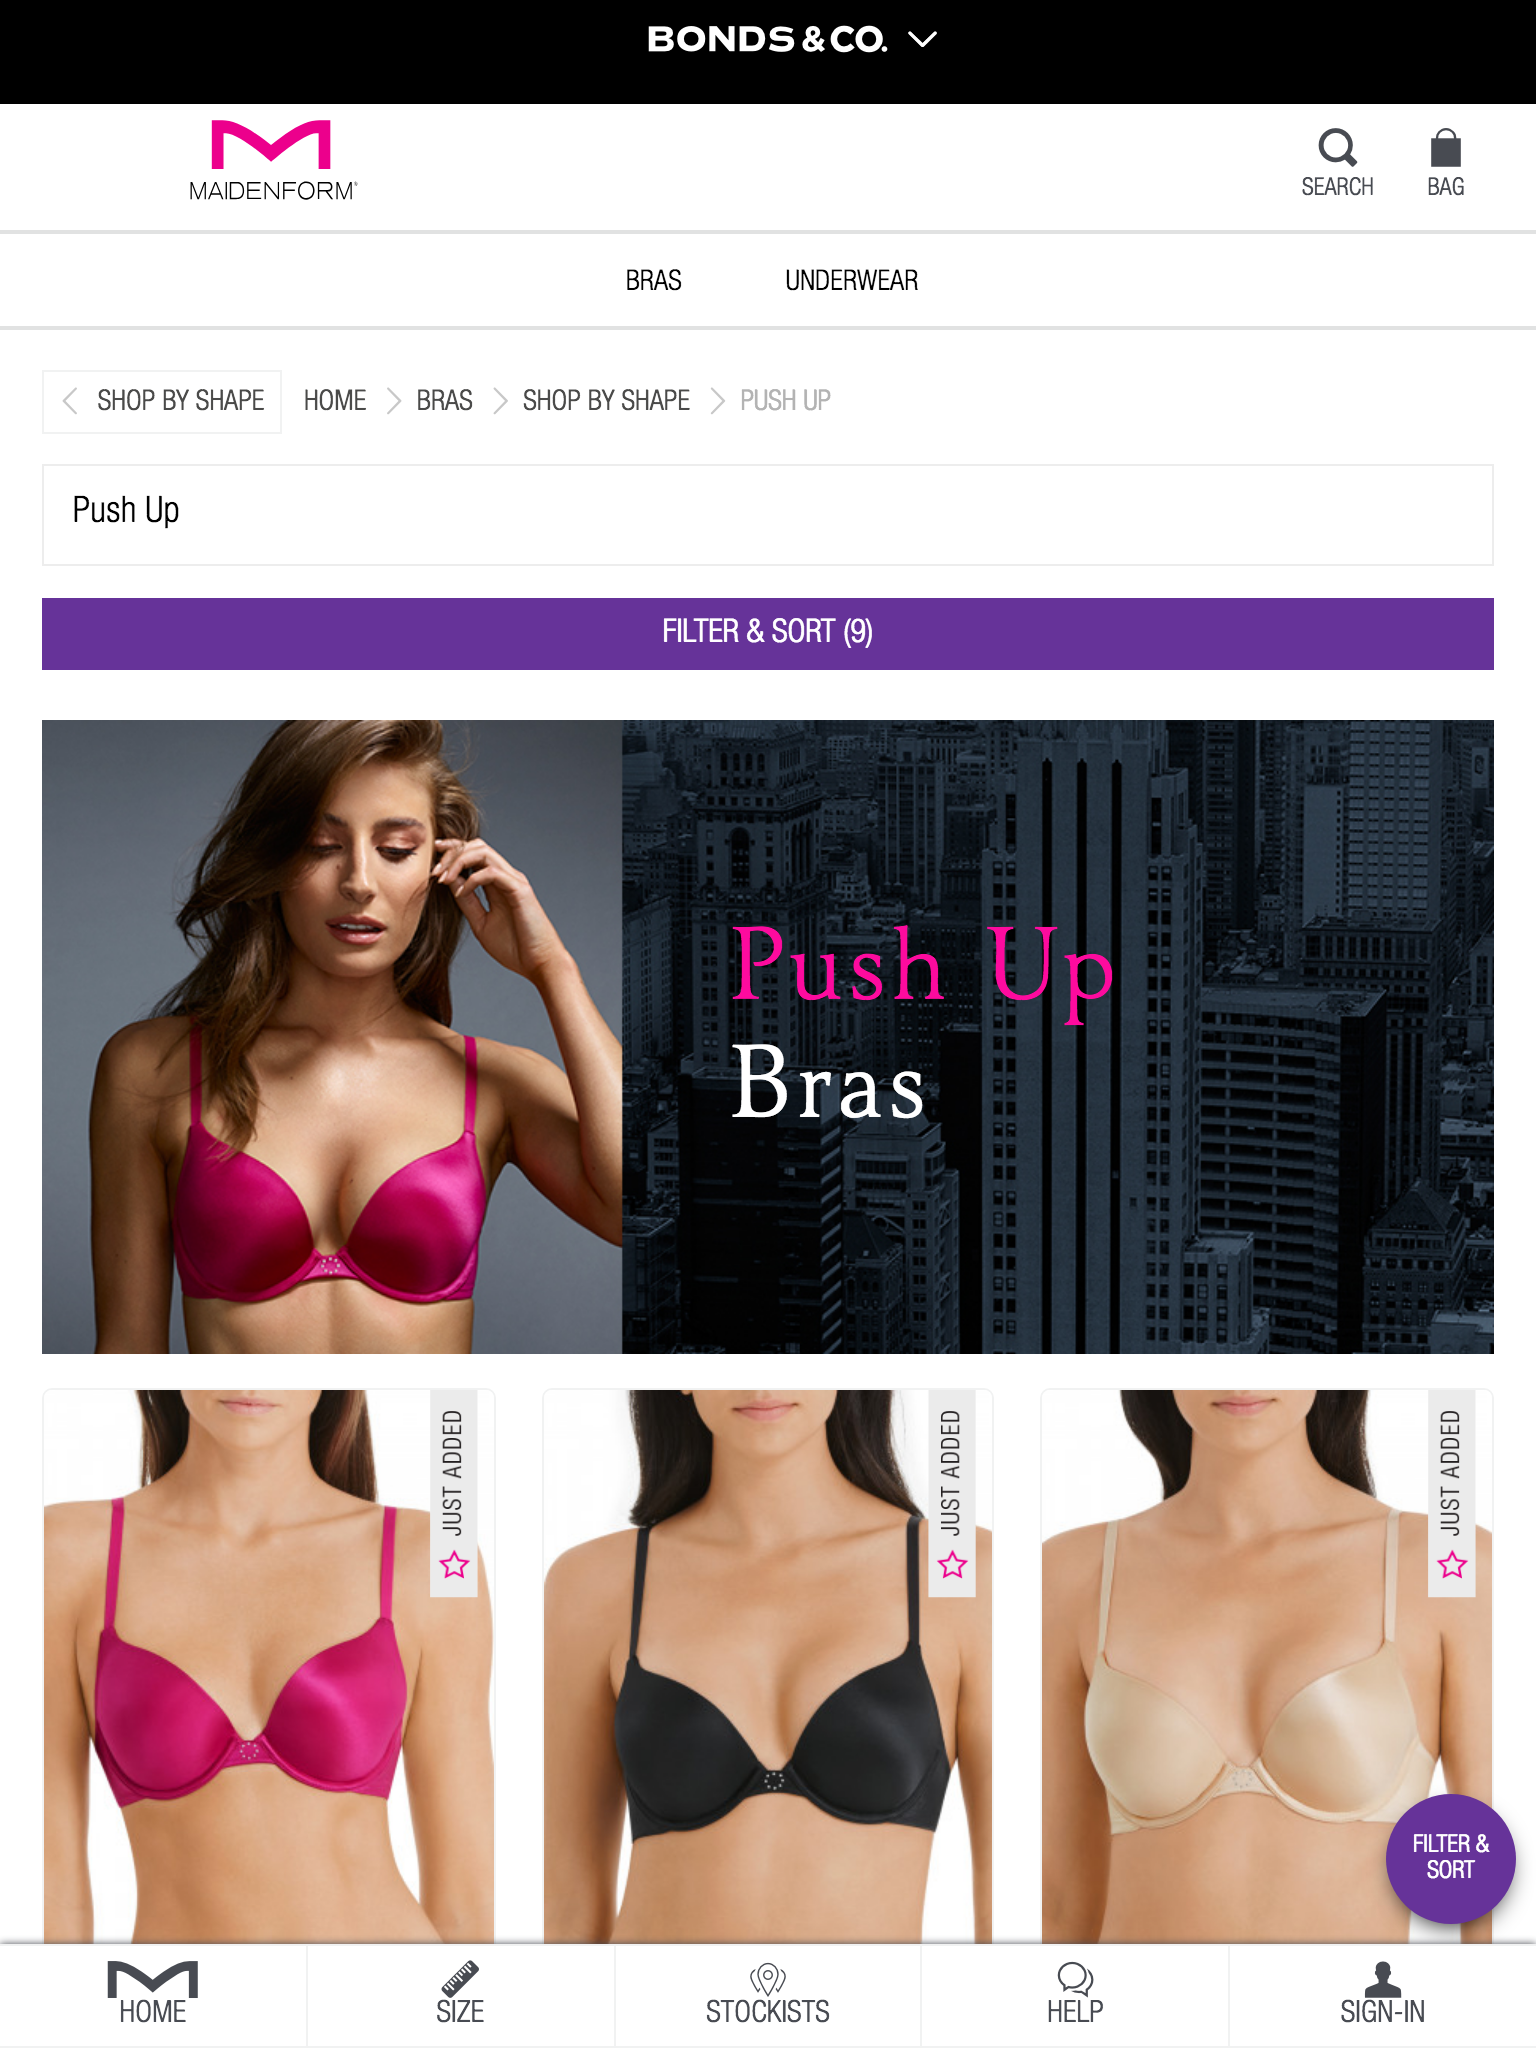 BONDS & CO.
MAIDENFORM®
SEARCH
BAG
BRAS
UNDERWEAR
SHOP BY SHAPE
HOME
BRAS
SHOP BY SHAPE
PUSH UP
Push Up
FILTER & SORT (9)
Push Up
Bras
JUST ADDED
JUST ADDED
JUST ADDED
FILTER &
SORT
HOME
SIZE
STOCKISTS
HELP
SIGN-IN